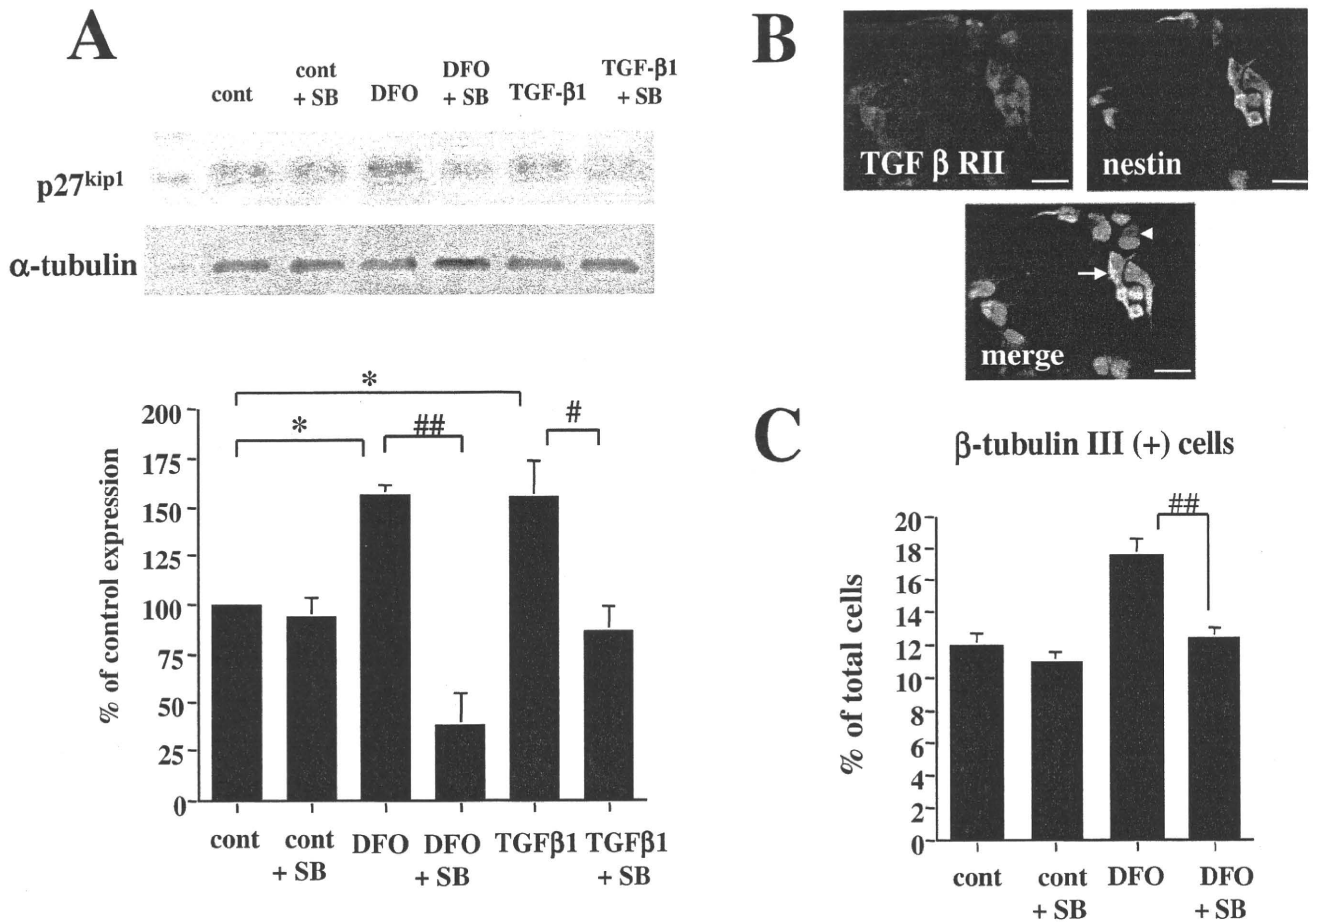 A
cont
cont + SB
DFO
DFO + SB
TGF-β1
TGF-β1 + SB
p27kip1
α-tubulin
*
*
##
#
% of control expression
200
175
150
125
100
75
50
25
0
cont
cont + SB
DFO
DFO + SB
TGFβ1
TGFβ1 + SB
B
TGF β RII
nestin
merge
C
β-tubulin III (+) cells
##
% of total cells
20
18
16
14
12
10
8
6
4
2
0
cont
cont + SB
DFO
DFO + SB